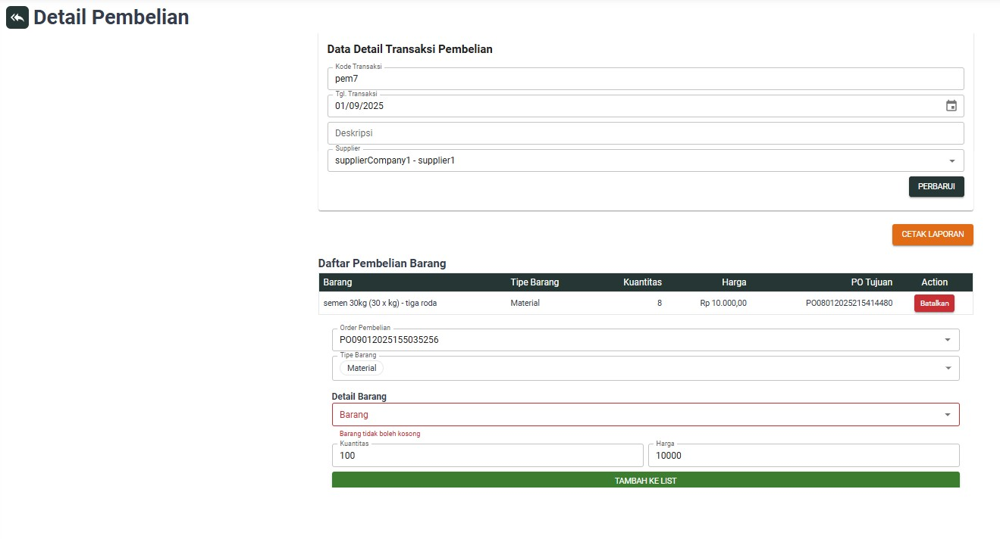 Detail Pembelian
Data Detail Transaksi Pembelian
Kode Transaksi
pem7
Tgl. Transaksi
01/09/2025
Deskripsi
Supplier
supplierCompany1 - supplier1
PERBARUI
CETAK LAPORAN
Daftar Pembelian Barang
Barang Tipe Barang Kuantitas Harga PO Tujuan Action
semen 30kg (30 x kg) - tiga roda Material 8 Rp 10.000,00 PO08012025215414480 Batalkan
Order Pembelian
PO09012025155035256
Tipe Barang
Material
Detail Barang
Barang
Barang tidak boleh kosong
Kuantitas Harga
100 10000
TAMBAH KE LIST